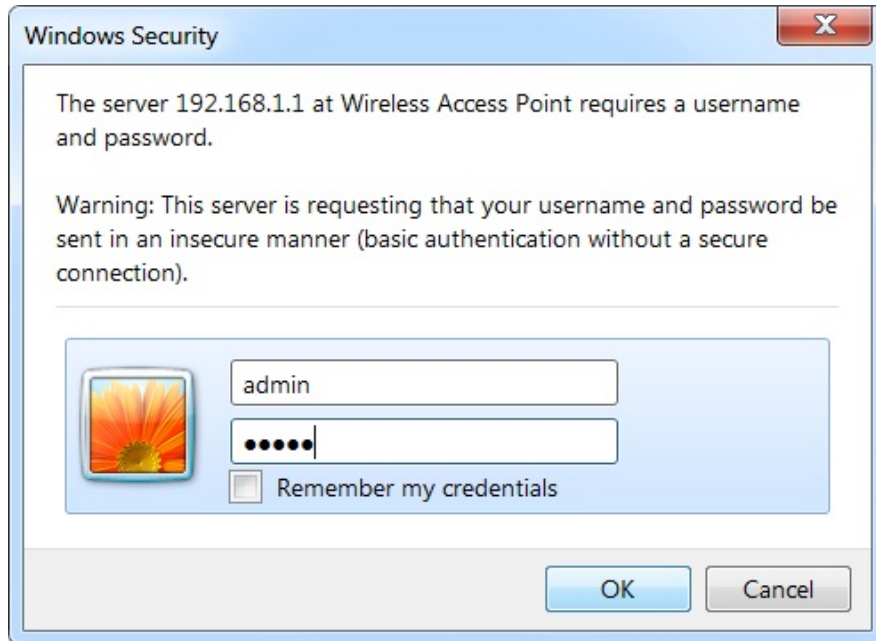 Windows Security
The server 192.168.1.1 at Wireless Access Point requires a username
and password.
Warning: This server is requesting that your username and password be
sent in an insecure manner (basic authentication without a secure
connection).
admin
●●●●●
Remember my credentials
OK
Cancel